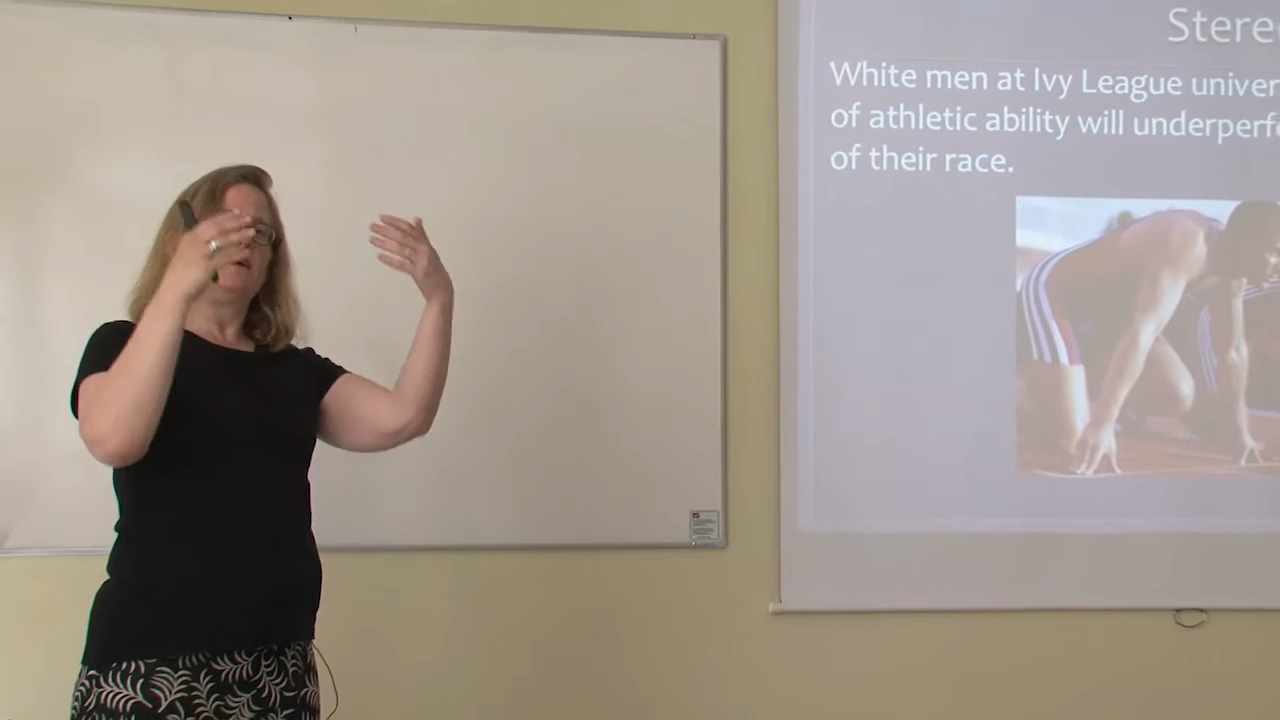 Stere
White men at Ivy League univer
of athletic ability will underperf
of their race.